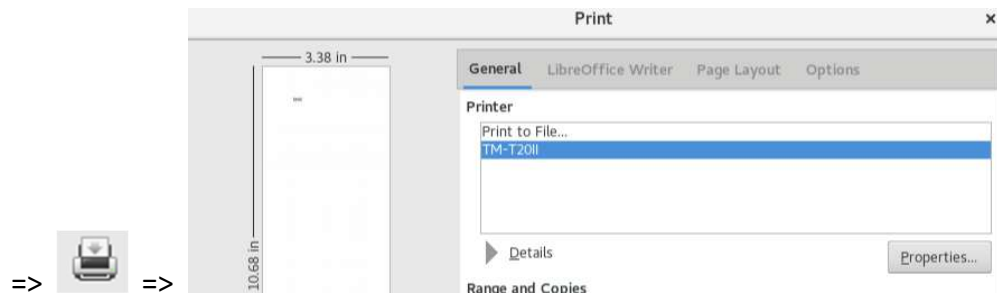 Print
×
3.38 in
General LibreOffice Writer Page Layout Options
Printer
Print to File...
TM-T20II
10.68 in
Details
Properties...
=> =>
Range and Copies